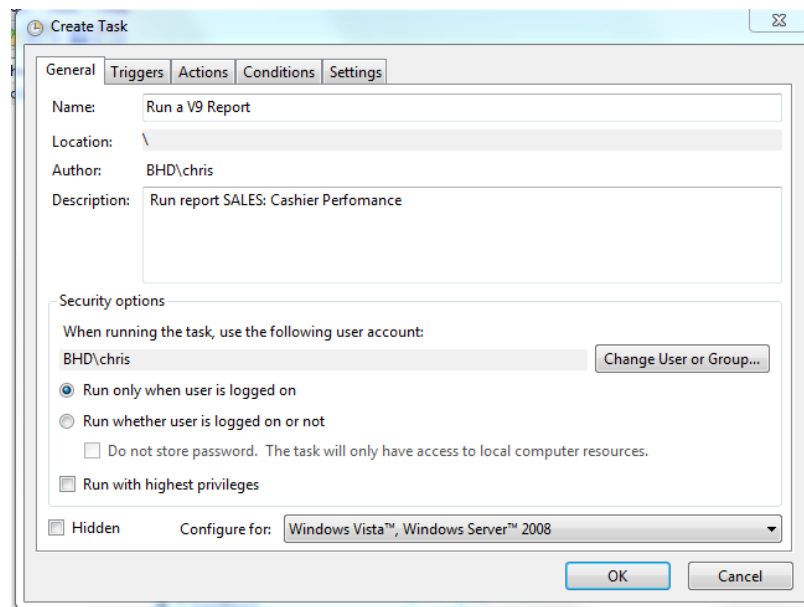 Create Task
General Triggers Actions Conditions Settings
Name: Run a V9 Report
Location: \
Author: BHD\chris
Description: Run report SALES: Cashier Perfomance
Security options
When running the task, use the following user account:
BHD\chris Change User or Group...
Run only when user is logged on
Run whether user is logged on or not
Do not store password. The task will only have access to local computer resources.
Run with highest privileges
Hidden Configure for: Windows Vista™, Windows Server™ 2008
OK Cancel